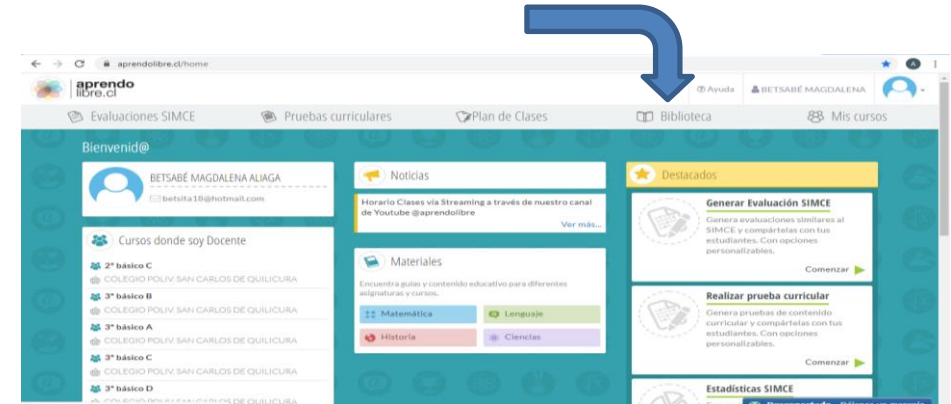 aprendolibre.cl/home
aprendo
libre.cl
Ayuda
BETSABÉ MAGDALENA
Evaluaciones SIMCE
Pruebas curriculares
Plan de Clases
Biblioteca
Mis cursos
Bienvenid@
BETSABÉ MAGDALENA ALIAGA
betsita18@hotmail.com
Cursos donde soy Docente
2° básico C
COLEGIO POLIV. SAN CARLOS DE QUILICURA
3° básico B
COLEGIO POLIV. SAN CARLOS DE QUILICURA
3° básico A
COLEGIO POLIV. SAN CARLOS DE QUILICURA
3° básico C
COLEGIO POLIV. SAN CARLOS DE QUILICURA
3° básico D
COLEGIO POLIV. SAN CARLOS DE QUILICURA
Noticias
Horario Clases vía Streaming a través de nuestro canal
de Youtube @aprendolibre
Ver más...
Materiales
Encuentra guías y contenido educativo para diferentes
asignaturas y cursos.
Matemática
Lenguaje
Historia
Ciencias
Destacados
Generar Evaluación SIMCE
Genera evaluaciones similares al
SIMCE y compártelas con tus
estudiantes. Con opciones
personalizables.
Comenzar
Realizar prueba curricular
Genera pruebas de contenido
curricular y compártelas con tus
estudiantes. Con opciones
personalizables.
Comenzar
Estadísticas SIMCE